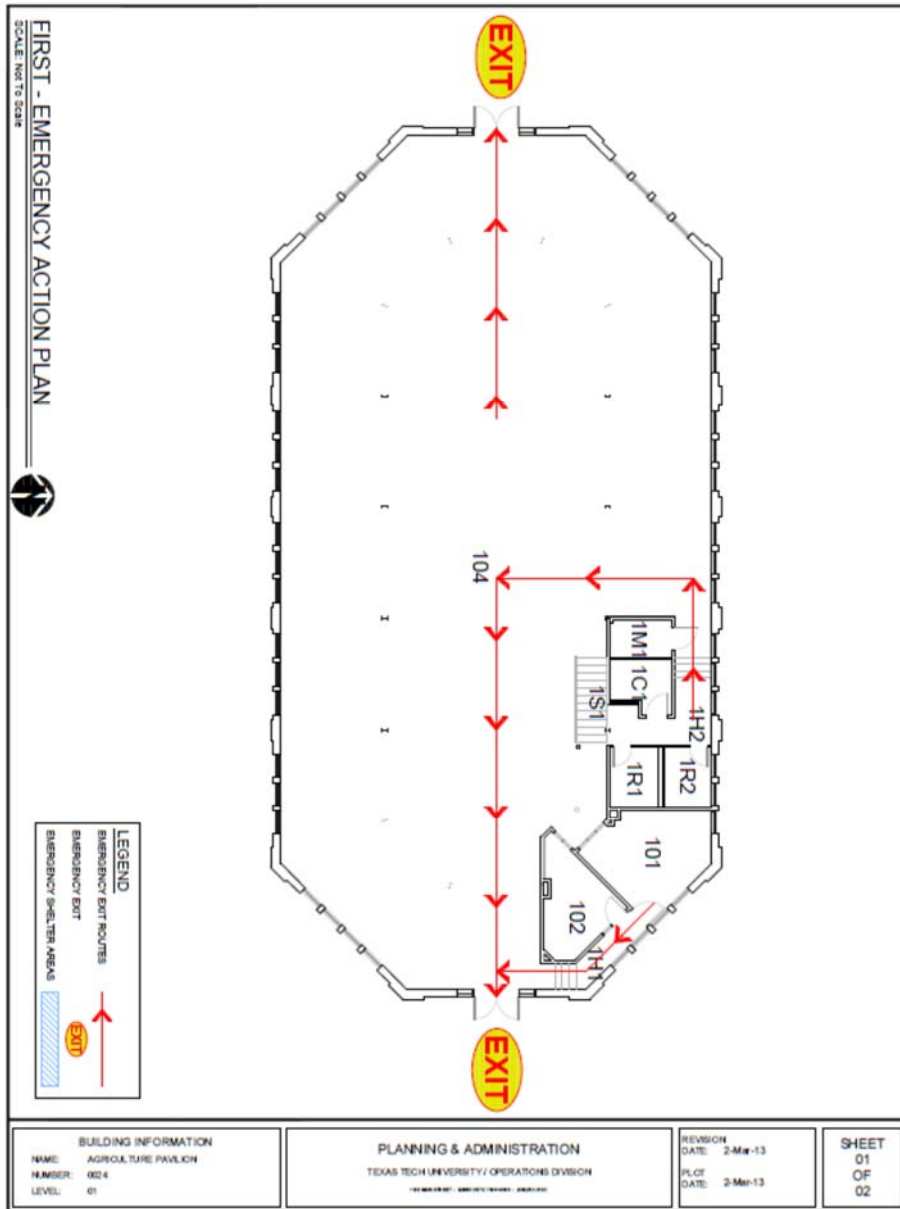 EXIT
FIRST - EMERGENCY ACTION PLAN
SCALE: Not To Scale
104
1M1
1C1
1S1
1H2
1R1
1R2
101
102
1H1
EXIT
LEGEND
EMERGENCY EXIT ROUTES
EMERGENCY EXIT
EXIT
EMERGENCY SHELTER AREAS
BUILDING INFORMATION
NAME: AGRICULTURE PAVILION
NUMBER: 0024
LEVEL: 01
PLANNING & ADMINISTRATION
TEXAS TECH UNIVERSITY / OPERATIONS DIVISION
REVISION
DATE: 2-Mar-13
PLOT
DATE: 2-Mar-13
SHEET
01
OF
02